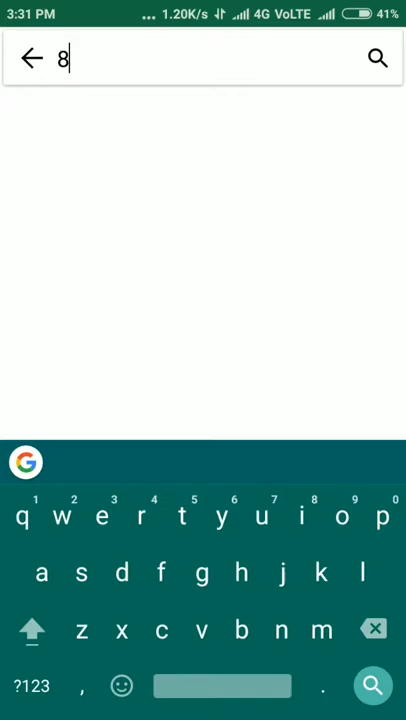 3:31 PM ... 1.20K/s 4G VoLTE 41%
8
1 2 3 4 5 6 7 8 9 0
q w e r t y u i o p
a s d f g h j k l
z x c v b n m
?123 , .